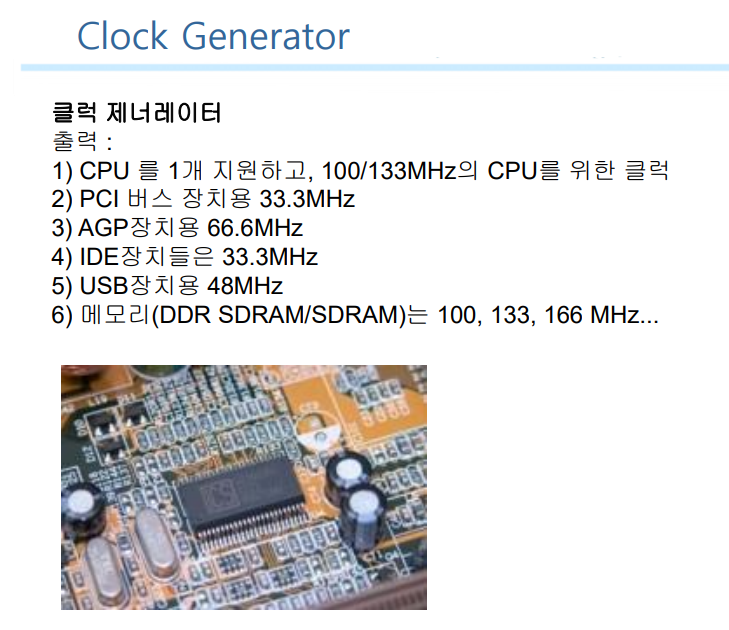 Clock Generator
클럭 제너레이터
출력 :
1) CPU 를 1개 지원하고, 100/133MHz의 CPU를 위한 클럭
2) PCI 버스 장치용 33.3MHz
3) AGP장치용 66.6MHz
4) IDE장치들은 33.3MHz
5) USB장치용 48MHz
6) 메모리(DDR SDRAM/SDRAM)는 100, 133, 166 MHz...